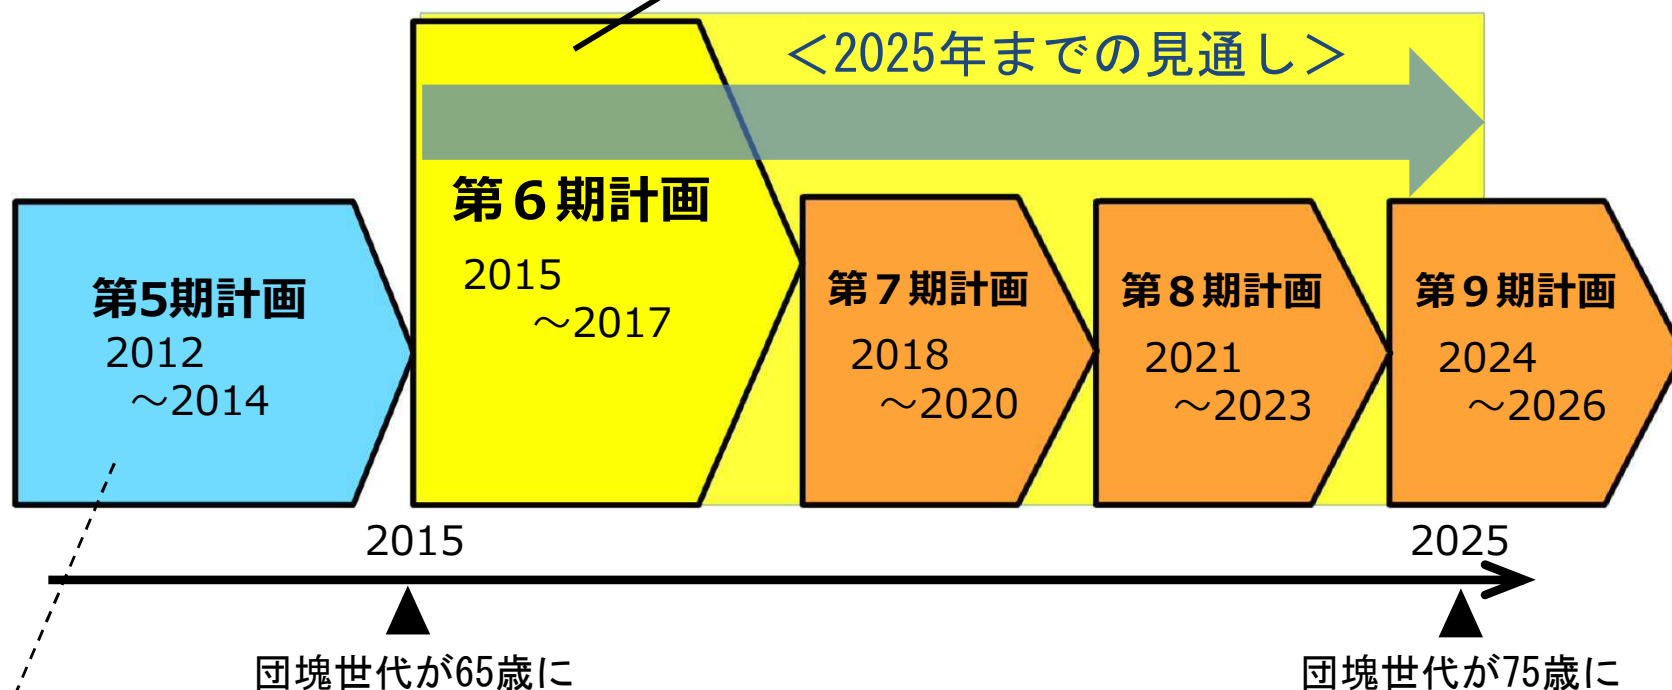 ＜2025年までの見通し＞
第5期計画
2012
～2014
第６期計画
2015
～2017
第７期計画
2018
～2020
第８期計画
2021
～2023
第９期計画
2024
～2026
2015
2025
団塊世代が65歳に
団塊世代が75歳に